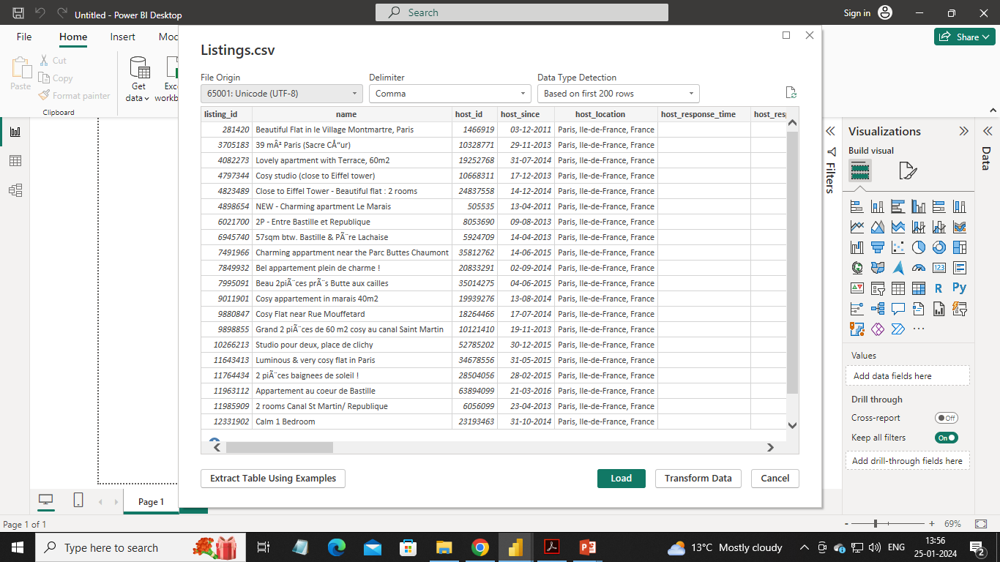 Untitled - Power BI Desktop
Search
Sign in
File Home Insert
Share
Paste
Cut
Copy
Format painter
Clipboard
Get
data
Listings.csv
File Origin Delimiter Data Type Detection
65001: Unicode (UTF-8) Comma Based on first 200 rows
listing_id name host_id host_since host_location host_response_time
281420 Beautiful Flat in le Village Montmartre, Paris 1466919 03-12-2011 Paris, Ile-de-France, France
3705183 39 mÂ² Paris (Sacre CÅ“ur) 10328771 29-11-2013 Paris, Ile-de-France, France
4082273 Lovely apartment with Terrace, 60m2 19252768 31-07-2014 Paris, Ile-de-France, France
4797344 Cosy studio (close to Eiffel tower) 10668311 17-12-2013 Paris, Ile-de-France, France
4823489 Close to Eiffel Tower - Beautiful flat : 2 rooms 24837558 14-12-2014 Paris, Ile-de-France, France
4898654 NEW - Charming apartment Le Marais 505535 13-04-2011 Paris, Ile-de-France, France
6021700 2P - Entre Bastille et Republique 8053690 09-08-2013 Paris, Ile-de-France, France
6945740 57sqm btw. Bastille & PÃ¨re Lachaise 5924709 14-04-2013 Paris, Ile-de-France, France
7491966 Charming appartment near the Parc Buttes Chaumont 35812762 14-06-2015 Paris, Ile-de-France, France
7849932 Bel appartement plein de charme ! 20833291 02-09-2014 Paris, Ile-de-France, France
7995091 Beau 2piÃ¨ces prÃ¨s Butte aux cailles 35014275 04-06-2015 Paris, Ile-de-France, France
9011901 Cosy appartement in marais 40m2 19939276 13-08-2014 Paris, Ile-de-France, France
9880847 Cosy Flat near Rue Mouffetard 18264466 17-07-2014 Paris, Ile-de-France, France
9898855 Grand 2 piÃ¨ces de 60 m2 cosy au canal Saint Martin 10121410 19-11-2013 Paris, Ile-de-France, France
10266213 Studio pour deux, place de clichy 52785202 30-12-2015 Paris, Ile-de-France, France
11643413 Luminous & very cosy flat in Paris 34678556 31-05-2015 Paris, Ile-de-France, France
11764434 2 piÃ¨ces baignees de soleil ! 28504056 28-02-2015 Paris, Ile-de-France, France
11963112 Appartement au coeur de Bastille 63894099 21-03-2016 Paris, Ile-de-France, France
11985909 2 rooms Canal St Martin/ Republique 6056099 23-04-2013 Paris, Ile-de-France, France
12331902 Calm 1 Bedroom 23193463 31-10-2014 Paris, Ile-de-France, France
Extract Table Using Examples Load Transform Data Cancel
Filters
Visualizations
Build visual
123
R Py
Values
Add data fields here
Drill through
Cross-report Off
Keep all filters On
Add drill-through fields here
Data
Page 1
Page 1 of 1
- + 69%
Type here to search
13°C Mostly cloudy
ENG
13:56
25-01-2024
2